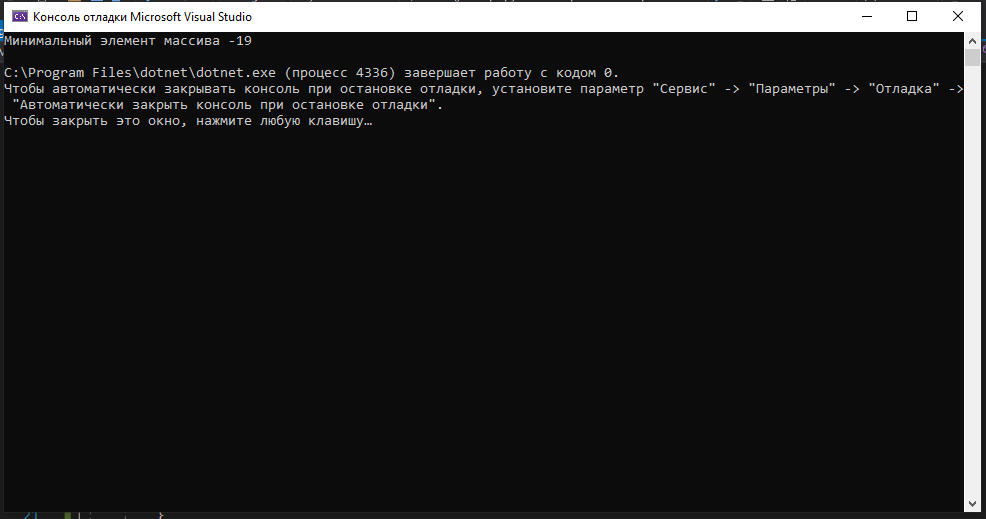 Консоль отладки Microsoft Visual Studio
Минимальный элемент массива -19
C:\Program Files\dotnet\dotnet.exe (процесс 4336) завершает работу с кодом 0.
Чтобы автоматически закрывать консоль при остановке отладки, установите параметр "Сервис" -> "Параметры" -> "Отладка" ->
"Автоматически закрыть консоль при остановке отладки".
Чтобы закрыть это окно, нажмите любую клавишу…